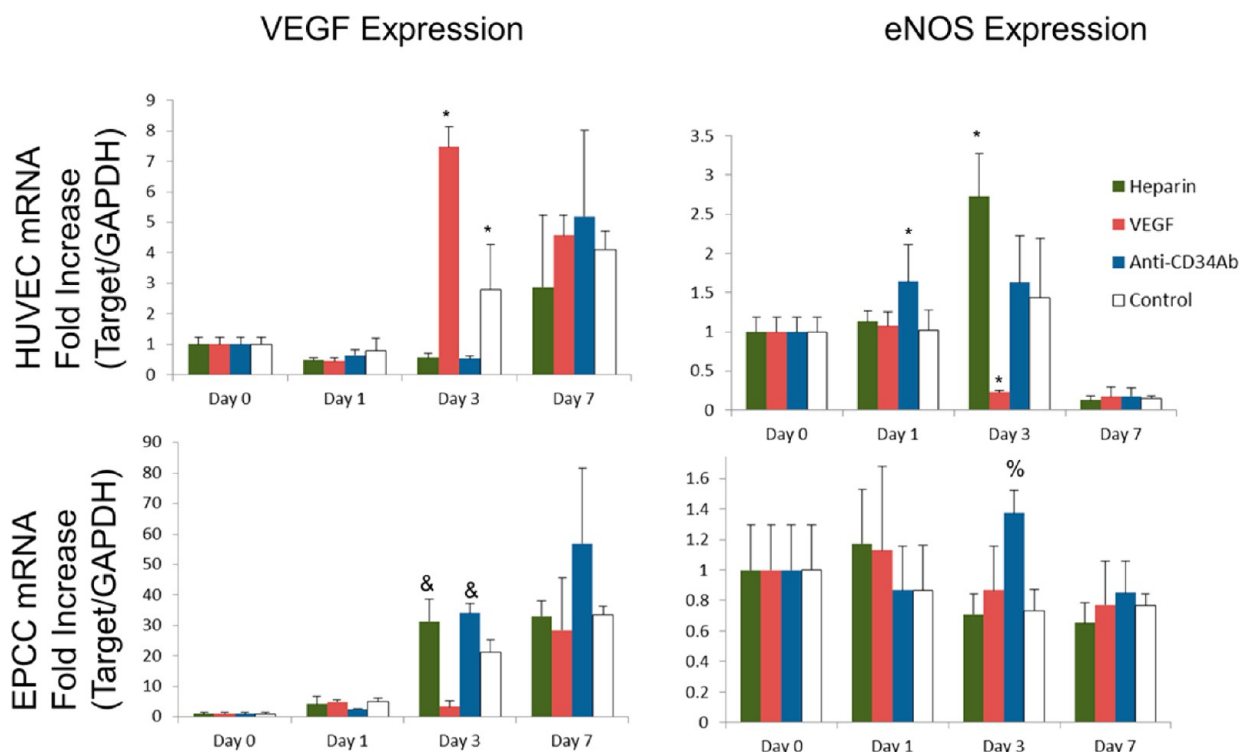 VEGF Expression
eNOS Expression
HUVEC mRNA
Fold Increase
(Target/GAPDH)
9
8
7
6
5
4
3
2
1
0
*
*
Day 0
Day 1
Day 3
Day 7
3.5
3
2.5
2
1.5
1
0.5
0
*
*
*
Day 0
Day 1
Day 3
Day 7
Heparin
VEGF
Anti-CD34Ab
Control
EPCC mRNA
Fold Increase
(Target/GAPDH)
90
80
70
60
50
40
30
20
10
0
&
&
Day 0
Day 1
Day 3
Day 7
1.6
1.4
1.2
1
0.8
0.6
0.4
0.2
0
%
Day 0
Day 1
Day 3
Day 7